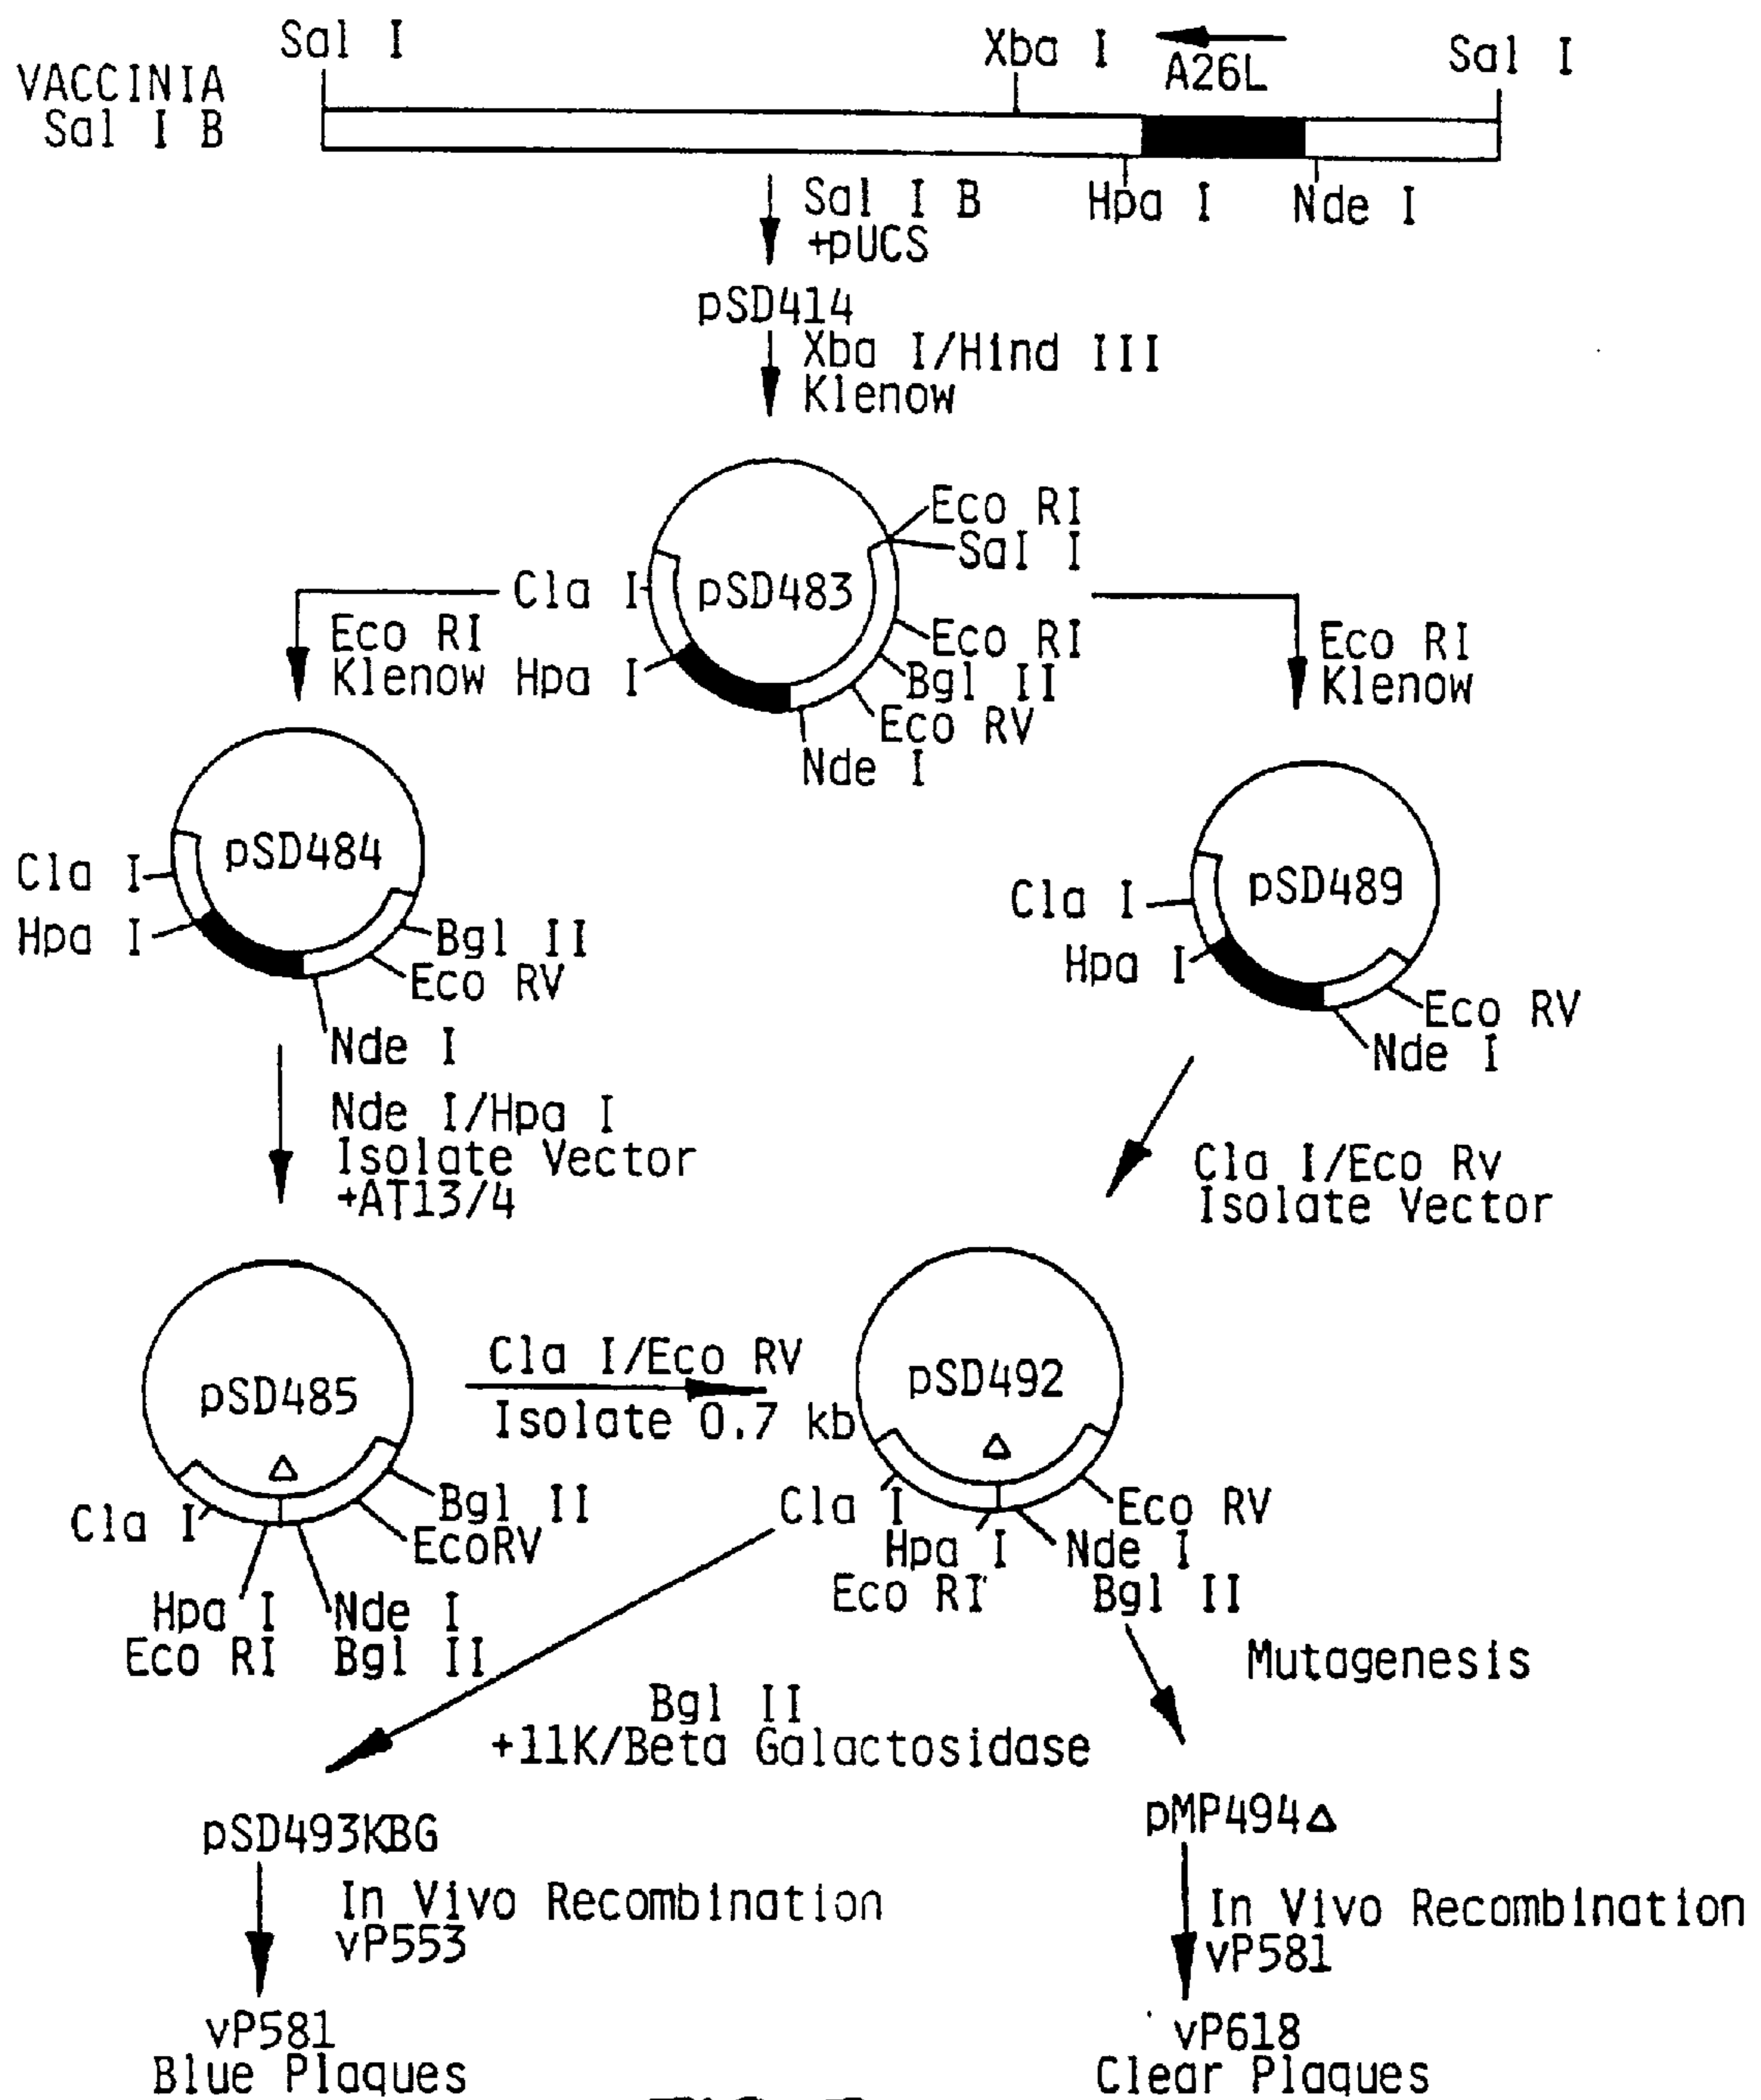 Sal I
Xba I
A26L
Sal I
VACCINIA
Sal I B
Hpa I
Nde I
Sal I B
+pUCS
pSD414
Xba I/Hind III
Klenow
Eco RI
Sal I
Cla I
pSD483
Eco RI
Klenow
Hpa I
Eco RI
Bgl II
Eco RV
Nde I
Eco RI
Klenow
pSD484
Cla I
Hpa I
Bgl II
Eco RV
Nde I
pSD489
Cla I
Hpa I
Eco RV
Nde I
Nde I/Hpa I
Isolate Vector
+AT13/4
Cla I/Eco Rv
Isolate Vector
pSD485
Δ
Cla I
Bgl II
EcoRV
Hpa I
Eco RI
Nde I
Bgl II
Cla I/Eco RV
Isolate 0.7 kb
pSD492
Δ
Cla I
Eco RV
Hpa I
Eco RI
Nde I
Bgl II
Mutagenesis
Bgl II
+11K/Beta Galactosidase
pSD493KBG
pMP494Δ
In Vivo Recombination
vP553
In Vivo Recombination
vP581
vP581
Blue Plaques
vP618
Clear Plaques